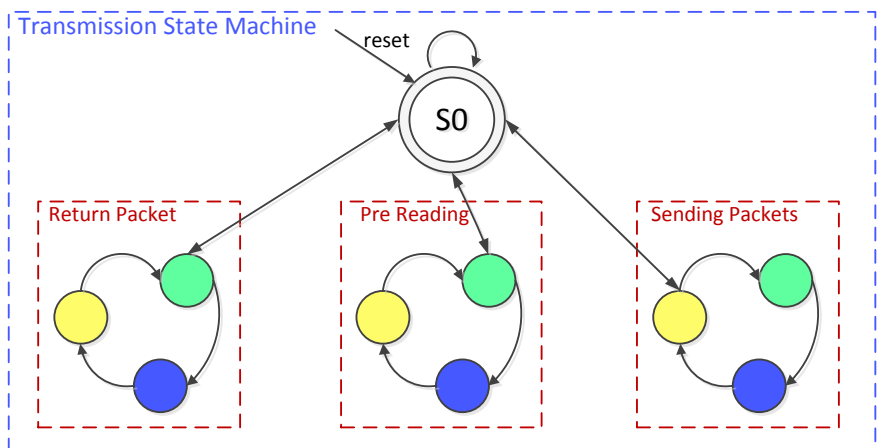 Transmission State Machine
reset
S0
Return Packet
Pre Reading
Sending Packets